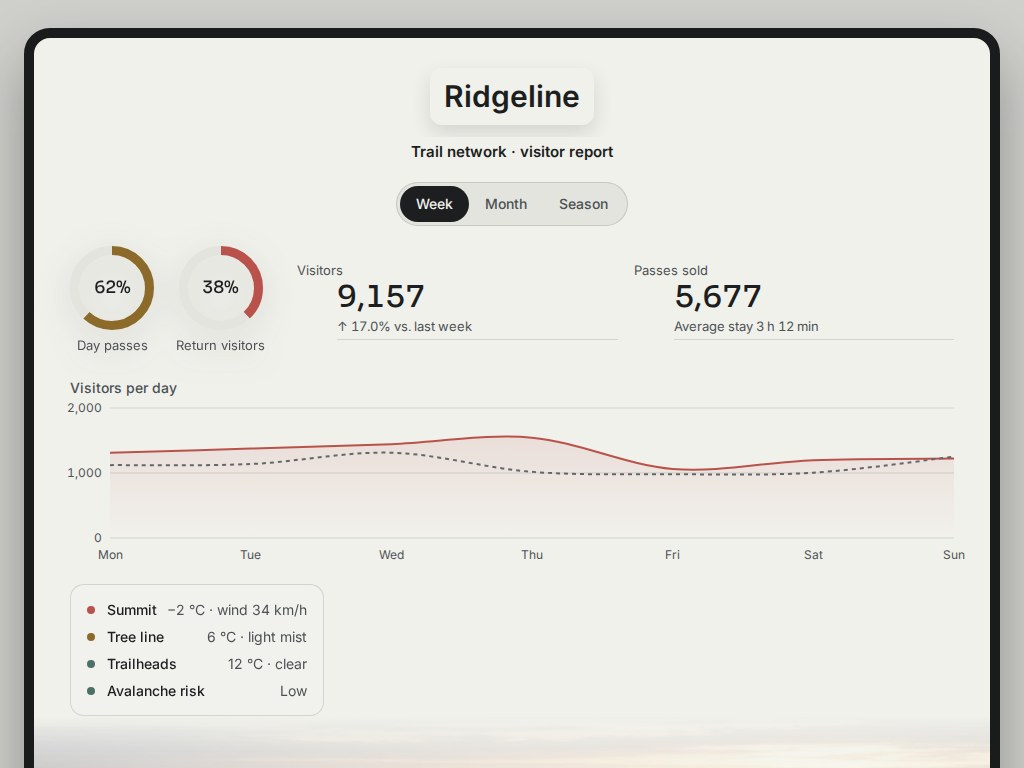 Ridgeline
Trail network · visitor report
Week Month Season
62%
Day passes
38%
Return visitors
Visitors
9,157
↑ 17.0% vs. last week
Passes sold
5,677
Average stay 3 h 12 min
Visitors per day
2,000
1,000
0
Mon Tue Wed Thu Fri Sat Sun
Summit −2 °C · wind 34 km/h
Tree line 6 °C · light mist
Trailheads 12 °C · clear
Avalanche risk Low